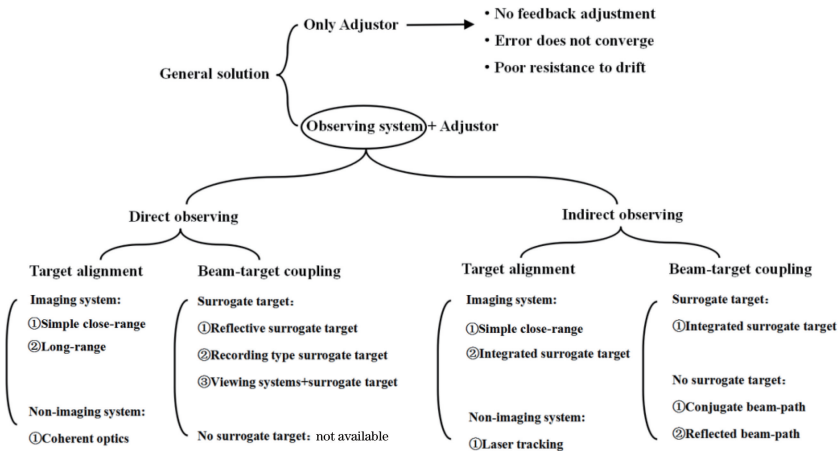 General solution
Only Adjustor
• No feedback adjustment
• Error does not converge
• Poor resistance to drift
Observing system + Adjustor
Direct observing
Target alignment
Imaging system:
①Simple close-range
②Long-range
Non-imaging system:
①Coherent optics
Beam-target coupling
Surrogate target:
①Reflective surrogate target
②Recording type surrogate target
③Viewing systems+surrogate target
No surrogate target: not available
Indirect observing
Target alignment
Imaging system:
①Simple close-range
②Integrated surrogate target
Non-imaging system:
①Laser tracking
Beam-target coupling
Surrogate target:
①Integrated surrogate target
No surrogate target:
①Conjugate beam-path
②Reflected beam-path